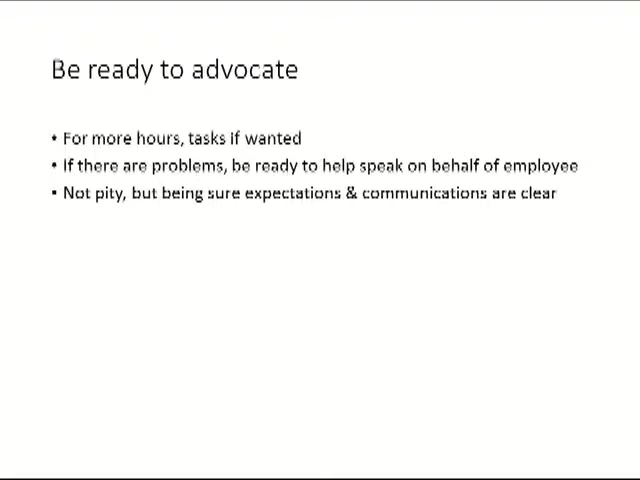 Be ready to advocate
• For more hours, tasks if wanted
• If there are problems, be ready to help speak on behalf of employee
• Not pity, but being sure expectations & communications are clear